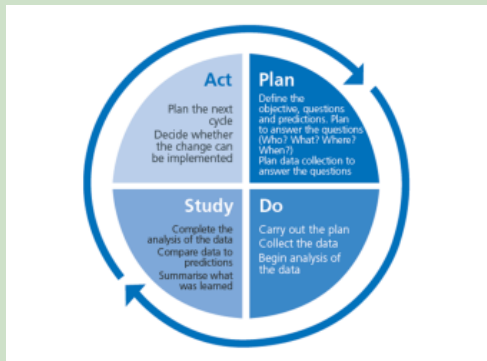 Act
Plan the next
cycle
Decide whether
the change can
be implemented
Plan
Define the
objective, questions
and predictions. Plan
to answer the questions
(Who? What? Where?
When?)
Plan data collection to
answer the questions
Study
Complete the
analysis of the data
Compare data to
predictions
Summarise what
was learned
Do
Carry out the plan
Collect the data
Begin analysis of
the data